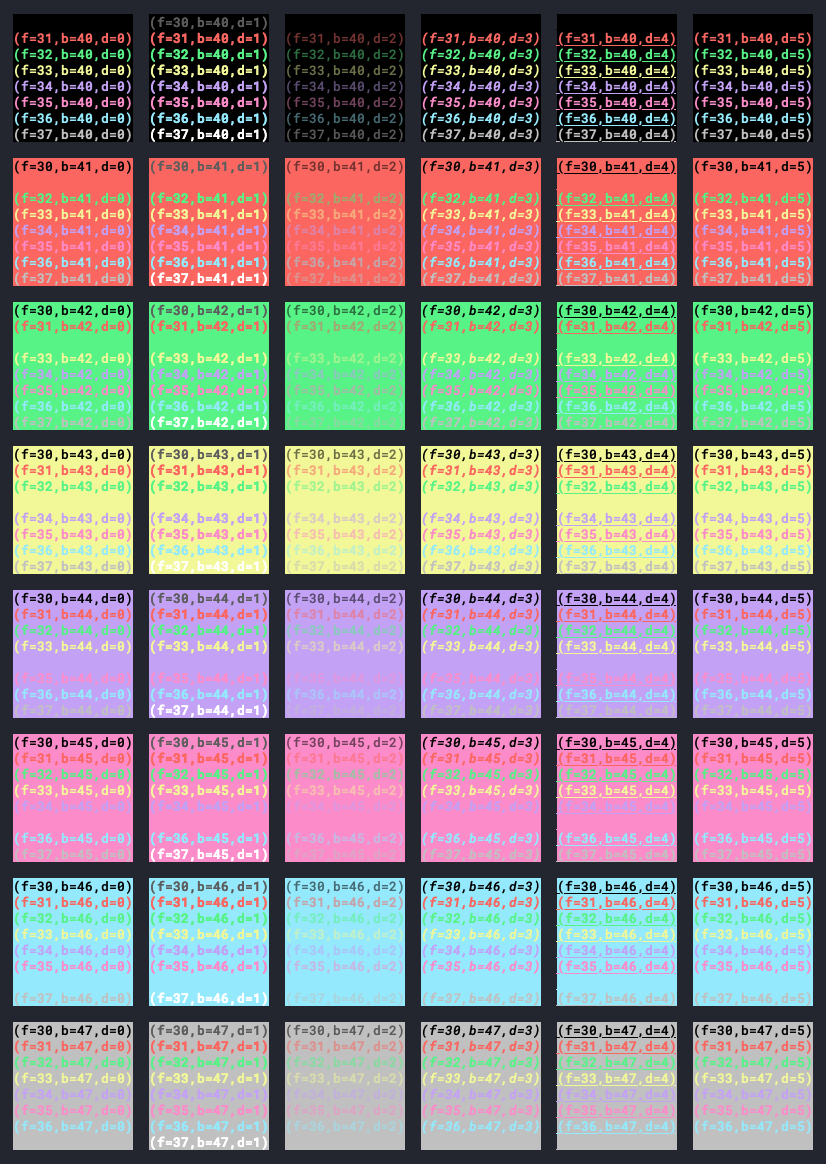 (f=30,b=40,d=1)
(f=31,b=40,d=0) (f=31,b=40,d=1) (f=31,b=40,d=2) (f=31,b=40,d=3) (f=31,b=40,d=4) (f=31,b=40,d=5)
(f=32,b=40,d=0) (f=32,b=40,d=1) (f=32,b=40,d=2) (f=32,b=40,d=3) (f=32,b=40,d=4) (f=32,b=40,d=5)
(f=33,b=40,d=0) (f=33,b=40,d=1) (f=33,b=40,d=2) (f=33,b=40,d=3) (f=33,b=40,d=4) (f=33,b=40,d=5)
(f=34,b=40,d=0) (f=34,b=40,d=1) (f=34,b=40,d=2) (f=34,b=40,d=3) (f=34,b=40,d=4) (f=34,b=40,d=5)
(f=35,b=40,d=0) (f=35,b=40,d=1) (f=35,b=40,d=2) (f=35,b=40,d=3) (f=35,b=40,d=4) (f=35,b=40,d=5)
(f=36,b=40,d=0) (f=36,b=40,d=1) (f=36,b=40,d=2) (f=36,b=40,d=3) (f=36,b=40,d=4) (f=36,b=40,d=5)
(f=37,b=40,d=0) (f=37,b=40,d=1) (f=37,b=40,d=2) (f=37,b=40,d=3) (f=37,b=40,d=4) (f=37,b=40,d=5)
(f=30,b=41,d=0) (f=30,b=41,d=1) (f=30,b=41,d=2) (f=30,b=41,d=3) (f=30,b=41,d=4) (f=30,b=41,d=5)
(f=32,b=41,d=0) (f=32,b=41,d=1) (f=32,b=41,d=2) (f=32,b=41,d=3) (f=32,b=41,d=4) (f=32,b=41,d=5)
(f=33,b=41,d=0) (f=33,b=41,d=1) (f=33,b=41,d=2) (f=33,b=41,d=3) (f=33,b=41,d=4) (f=33,b=41,d=5)
(f=34,b=41,d=0) (f=34,b=41,d=1) (f=34,b=41,d=2) (f=34,b=41,d=3) (f=34,b=41,d=4) (f=34,b=41,d=5)
(f=35,b=41,d=0) (f=35,b=41,d=1) (f=35,b=41,d=2) (f=35,b=41,d=3) (f=35,b=41,d=4) (f=35,b=41,d=5)
(f=36,b=41,d=0) (f=36,b=41,d=1) (f=36,b=41,d=2) (f=36,b=41,d=3) (f=36,b=41,d=4) (f=36,b=41,d=5)
(f=37,b=41,d=0) (f=37,b=41,d=1) (f=37,b=41,d=2) (f=37,b=41,d=3) (f=37,b=41,d=4) (f=37,b=41,d=5)
(f=30,b=42,d=0) (f=30,b=42,d=1) (f=30,b=42,d=2) (f=30,b=42,d=3) (f=30,b=42,d=4) (f=30,b=42,d=5)
(f=31,b=42,d=0) (f=31,b=42,d=1) (f=31,b=42,d=2) (f=31,b=42,d=3) (f=31,b=42,d=4) (f=31,b=42,d=5)
(f=33,b=42,d=0) (f=33,b=42,d=1) (f=33,b=42,d=2) (f=33,b=42,d=3) (f=33,b=42,d=4) (f=33,b=42,d=5)
(f=34,b=42,d=0) (f=34,b=42,d=1) (f=34,b=42,d=2) (f=34,b=42,d=3) (f=34,b=42,d=4) (f=34,b=42,d=5)
(f=35,b=42,d=0) (f=35,b=42,d=1) (f=35,b=42,d=2) (f=35,b=42,d=3) (f=35,b=42,d=4) (f=35,b=42,d=5)
(f=36,b=42,d=0) (f=36,b=42,d=1) (f=36,b=42,d=2) (f=36,b=42,d=3) (f=36,b=42,d=4) (f=36,b=42,d=5)
(f=37,b=42,d=0) (f=37,b=42,d=1) (f=37,b=42,d=2) (f=37,b=42,d=3) (f=37,b=42,d=4) (f=37,b=42,d=5)
(f=30,b=43,d=0) (f=30,b=43,d=1) (f=30,b=43,d=2) (f=30,b=43,d=3) (f=30,b=43,d=4) (f=30,b=43,d=5)
(f=31,b=43,d=0) (f=31,b=43,d=1) (f=31,b=43,d=2) (f=31,b=43,d=3) (f=31,b=43,d=4) (f=31,b=43,d=5)
(f=32,b=43,d=0) (f=32,b=43,d=1) (f=32,b=43,d=2) (f=32,b=43,d=3) (f=32,b=43,d=4) (f=32,b=43,d=5)
(f=34,b=43,d=0) (f=34,b=43,d=1) (f=34,b=43,d=2) (f=34,b=43,d=3) (f=34,b=43,d=4) (f=34,b=43,d=5)
(f=35,b=43,d=0) (f=35,b=43,d=1) (f=35,b=43,d=2) (f=35,b=43,d=3) (f=35,b=43,d=4) (f=35,b=43,d=5)
(f=36,b=43,d=0) (f=36,b=43,d=1) (f=36,b=43,d=2) (f=36,b=43,d=3) (f=36,b=43,d=4) (f=36,b=43,d=5)
(f=37,b=43,d=0) (f=37,b=43,d=1) (f=37,b=43,d=2) (f=37,b=43,d=3) (f=37,b=43,d=4) (f=37,b=43,d=5)
(f=30,b=44,d=0) (f=30,b=44,d=1) (f=30,b=44,d=2) (f=30,b=44,d=3) (f=30,b=44,d=4) (f=30,b=44,d=5)
(f=31,b=44,d=0) (f=31,b=44,d=1) (f=31,b=44,d=2) (f=31,b=44,d=3) (f=31,b=44,d=4) (f=31,b=44,d=5)
(f=32,b=44,d=0) (f=32,b=44,d=1) (f=32,b=44,d=2) (f=32,b=44,d=3) (f=32,b=44,d=4) (f=32,b=44,d=5)
(f=33,b=44,d=0) (f=33,b=44,d=1) (f=33,b=44,d=2) (f=33,b=44,d=3) (f=33,b=44,d=4) (f=33,b=44,d=5)
(f=35,b=44,d=0) (f=35,b=44,d=1) (f=35,b=44,d=2) (f=35,b=44,d=3) (f=35,b=44,d=4) (f=35,b=44,d=5)
(f=36,b=44,d=0) (f=36,b=44,d=1) (f=36,b=44,d=2) (f=36,b=44,d=3) (f=36,b=44,d=4) (f=36,b=44,d=5)
(f=37,b=44,d=0) (f=37,b=44,d=1) (f=37,b=44,d=2) (f=37,b=44,d=3) (f=37,b=44,d=4) (f=37,b=44,d=5)
(f=30,b=45,d=0) (f=30,b=45,d=1) (f=30,b=45,d=2) (f=30,b=45,d=3) (f=30,b=45,d=4) (f=30,b=45,d=5)
(f=31,b=45,d=0) (f=31,b=45,d=1) (f=31,b=45,d=2) (f=31,b=45,d=3) (f=31,b=45,d=4) (f=31,b=45,d=5)
(f=32,b=45,d=0) (f=32,b=45,d=1) (f=32,b=45,d=2) (f=32,b=45,d=3) (f=32,b=45,d=4) (f=32,b=45,d=5)
(f=33,b=45,d=0) (f=33,b=45,d=1) (f=33,b=45,d=2) (f=33,b=45,d=3) (f=33,b=45,d=4) (f=33,b=45,d=5)
(f=34,b=45,d=0) (f=34,b=45,d=1) (f=34,b=45,d=2) (f=34,b=45,d=3) (f=34,b=45,d=4) (f=34,b=45,d=5)
(f=36,b=45,d=0) (f=36,b=45,d=1) (f=36,b=45,d=2) (f=36,b=45,d=3) (f=36,b=45,d=4) (f=36,b=45,d=5)
(f=37,b=45,d=0) (f=37,b=45,d=1) (f=37,b=45,d=2) (f=37,b=45,d=3) (f=37,b=45,d=4) (f=37,b=45,d=5)
(f=30,b=46,d=0) (f=30,b=46,d=1) (f=30,b=46,d=2) (f=30,b=46,d=3) (f=30,b=46,d=4) (f=30,b=46,d=5)
(f=31,b=46,d=0) (f=31,b=46,d=1) (f=31,b=46,d=2) (f=31,b=46,d=3) (f=31,b=46,d=4) (f=31,b=46,d=5)
(f=32,b=46,d=0) (f=32,b=46,d=1) (f=32,b=46,d=2) (f=32,b=46,d=3) (f=32,b=46,d=4) (f=32,b=46,d=5)
(f=33,b=46,d=0) (f=33,b=46,d=1) (f=33,b=46,d=2) (f=33,b=46,d=3) (f=33,b=46,d=4) (f=33,b=46,d=5)
(f=34,b=46,d=0) (f=34,b=46,d=1) (f=34,b=46,d=2) (f=34,b=46,d=3) (f=34,b=46,d=4) (f=34,b=46,d=5)
(f=35,b=46,d=0) (f=35,b=46,d=1) (f=35,b=46,d=2) (f=35,b=46,d=3) (f=35,b=46,d=4) (f=35,b=46,d=5)
(f=37,b=46,d=0) (f=37,b=46,d=1) (f=37,b=46,d=2) (f=37,b=46,d=3) (f=37,b=46,d=4) (f=37,b=46,d=5)
(f=30,b=47,d=0) (f=30,b=47,d=1) (f=30,b=47,d=2) (f=30,b=47,d=3) (f=30,b=47,d=4) (f=30,b=47,d=5)
(f=31,b=47,d=0) (f=31,b=47,d=1) (f=31,b=47,d=2) (f=31,b=47,d=3) (f=31,b=47,d=4) (f=31,b=47,d=5)
(f=32,b=47,d=0) (f=32,b=47,d=1) (f=32,b=47,d=2) (f=32,b=47,d=3) (f=32,b=47,d=4) (f=32,b=47,d=5)
(f=33,b=47,d=0) (f=33,b=47,d=1) (f=33,b=47,d=2) (f=33,b=47,d=3) (f=33,b=47,d=4) (f=33,b=47,d=5)
(f=34,b=47,d=0) (f=34,b=47,d=1) (f=34,b=47,d=2) (f=34,b=47,d=3) (f=34,b=47,d=4) (f=34,b=47,d=5)
(f=35,b=47,d=0) (f=35,b=47,d=1) (f=35,b=47,d=2) (f=35,b=47,d=3) (f=35,b=47,d=4) (f=35,b=47,d=5)
(f=36,b=47,d=0) (f=36,b=47,d=1) (f=36,b=47,d=2) (f=36,b=47,d=3) (f=36,b=47,d=4) (f=36,b=47,d=5)
(f=37,b=47,d=1)